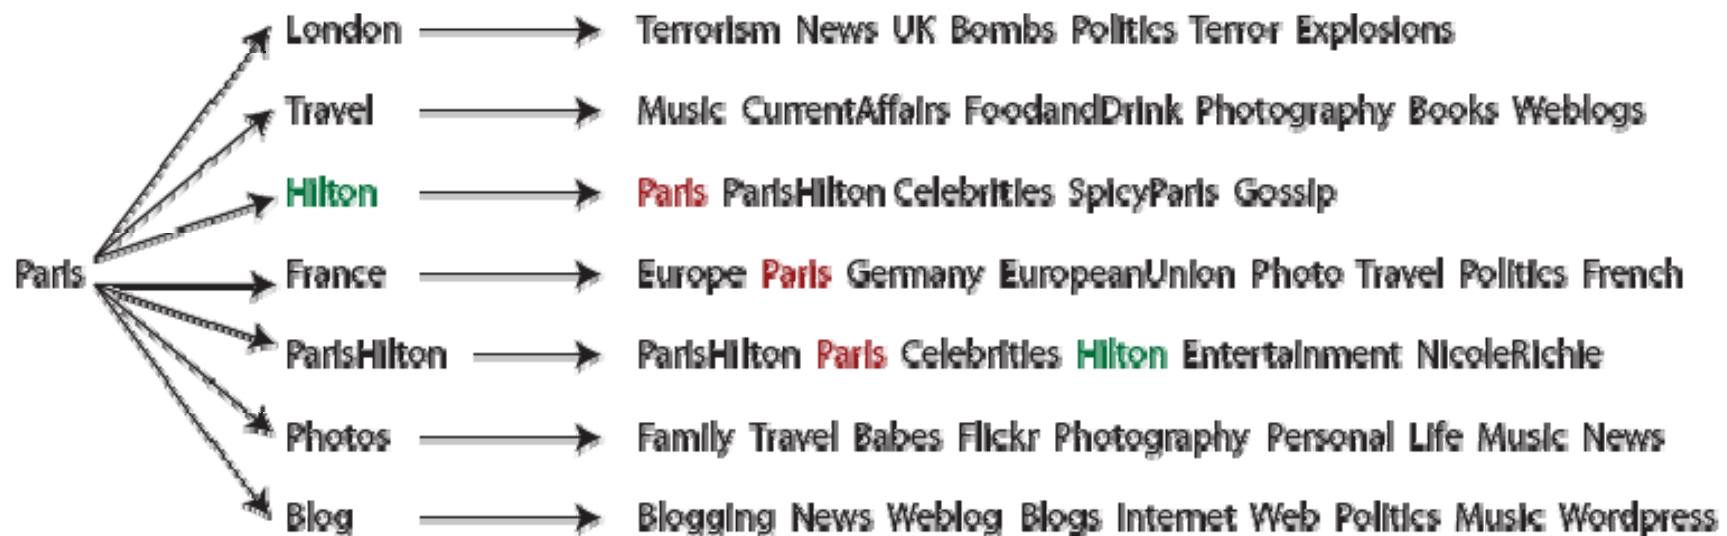 London Terrorism News UK Bombs Politics Terror Explosions
Travel Music CurrentAffairs FoodandDrink Photography Books Weblogs
Hilton Paris ParisHilton Celebrities SpicyParis Gossip
Paris France Europe Paris Germany EuropeanUnion Photo Travel Politics French
ParisHilton ParisHilton Paris Celebrities Hilton Entertainment NicoleRichie
Photos Family Travel Babes Flickr Photography Personal Life Music News
Blog Blogging News Weblog Blogs Internet Web Politics Music Wordpress